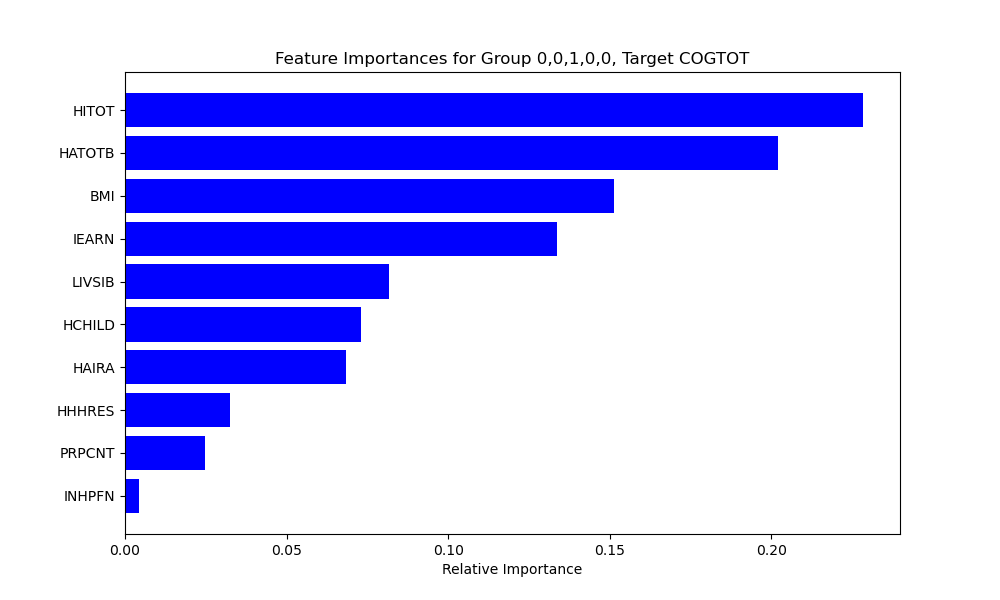 Feature Importances for Group 0,0,1,0,0, Target COGTOT
HITOT
HATOTB
BMI
IEARN
LIVSIB
HCHILD
HAIRA
HHHRES
PRPCNT
INHPFN
0.00 0.05 0.10 0.15 0.20
Relative Importance